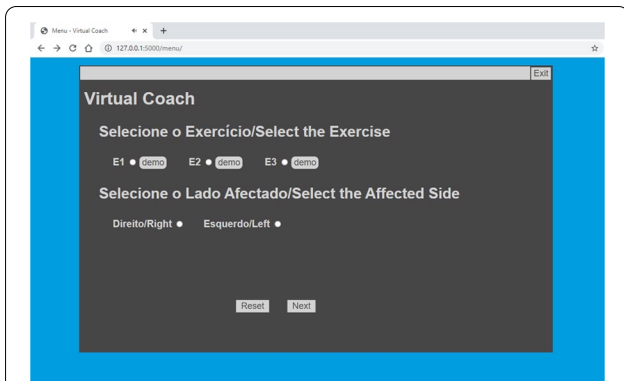 Menu - Virtual Coach
127.0.0.1:5000/menu/
Exit
Virtual Coach
Selecione o Exercício/Select the Exercise
E1 demo E2 demo E3 demo
Selecione o Lado Afectado/Select the Affected Side
Direito/Right Esquerdo/Left
Reset Next